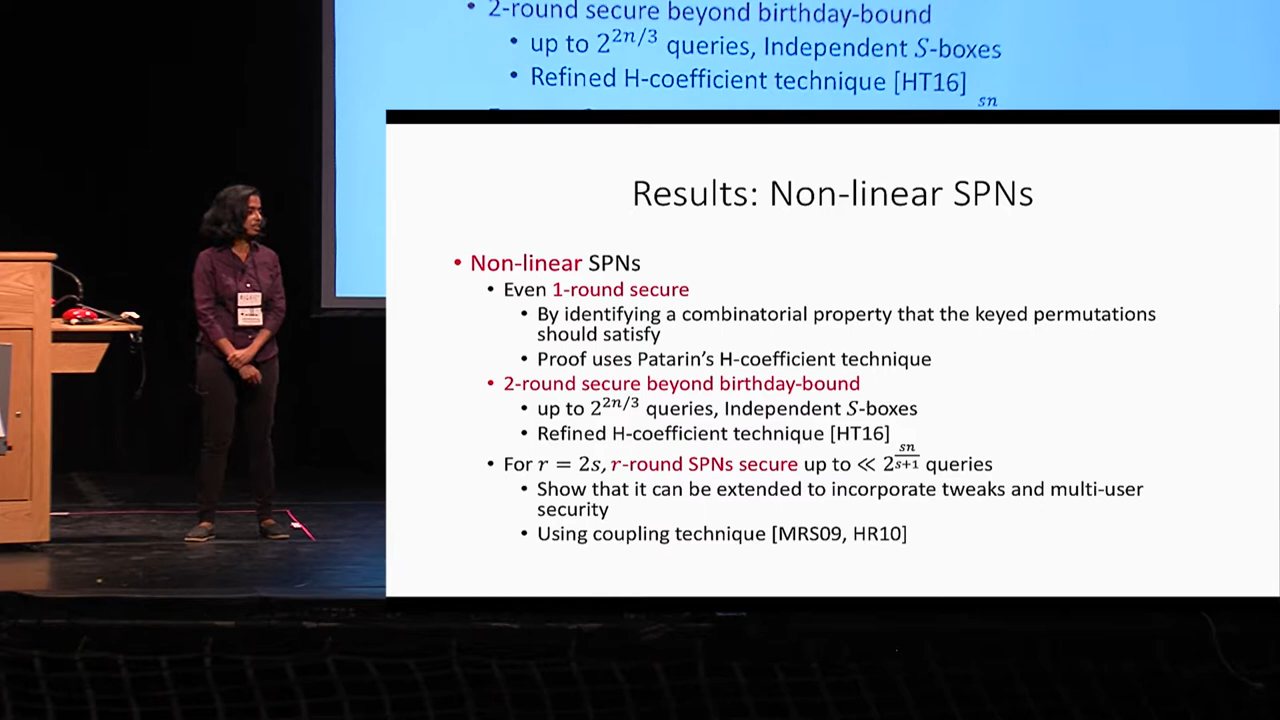 • 2-round secure beyond birthday-bound
• up to 2^{2n/3} queries, Independent S-boxes
• Refined H-coefficient technique [HT16]
sn
Results: Non-linear SPNs
• Non-linear SPNs
• Even 1-round secure
• By identifying a combinatorial property that the keyed permutations
should satisfy
• Proof uses Patarin’s H-coefficient technique
• 2-round secure beyond birthday-bound
• up to 2^{2n/3} queries, Independent S-boxes
• Refined H-coefficient technique [HT16]
• For r = 2s, r-round SPNs secure up to ≪ 2^{\frac{sn}{s+1}} queries
• Show that it can be extended to incorporate tweaks and multi-user
security
• Using coupling technique [MRS09, HR10]